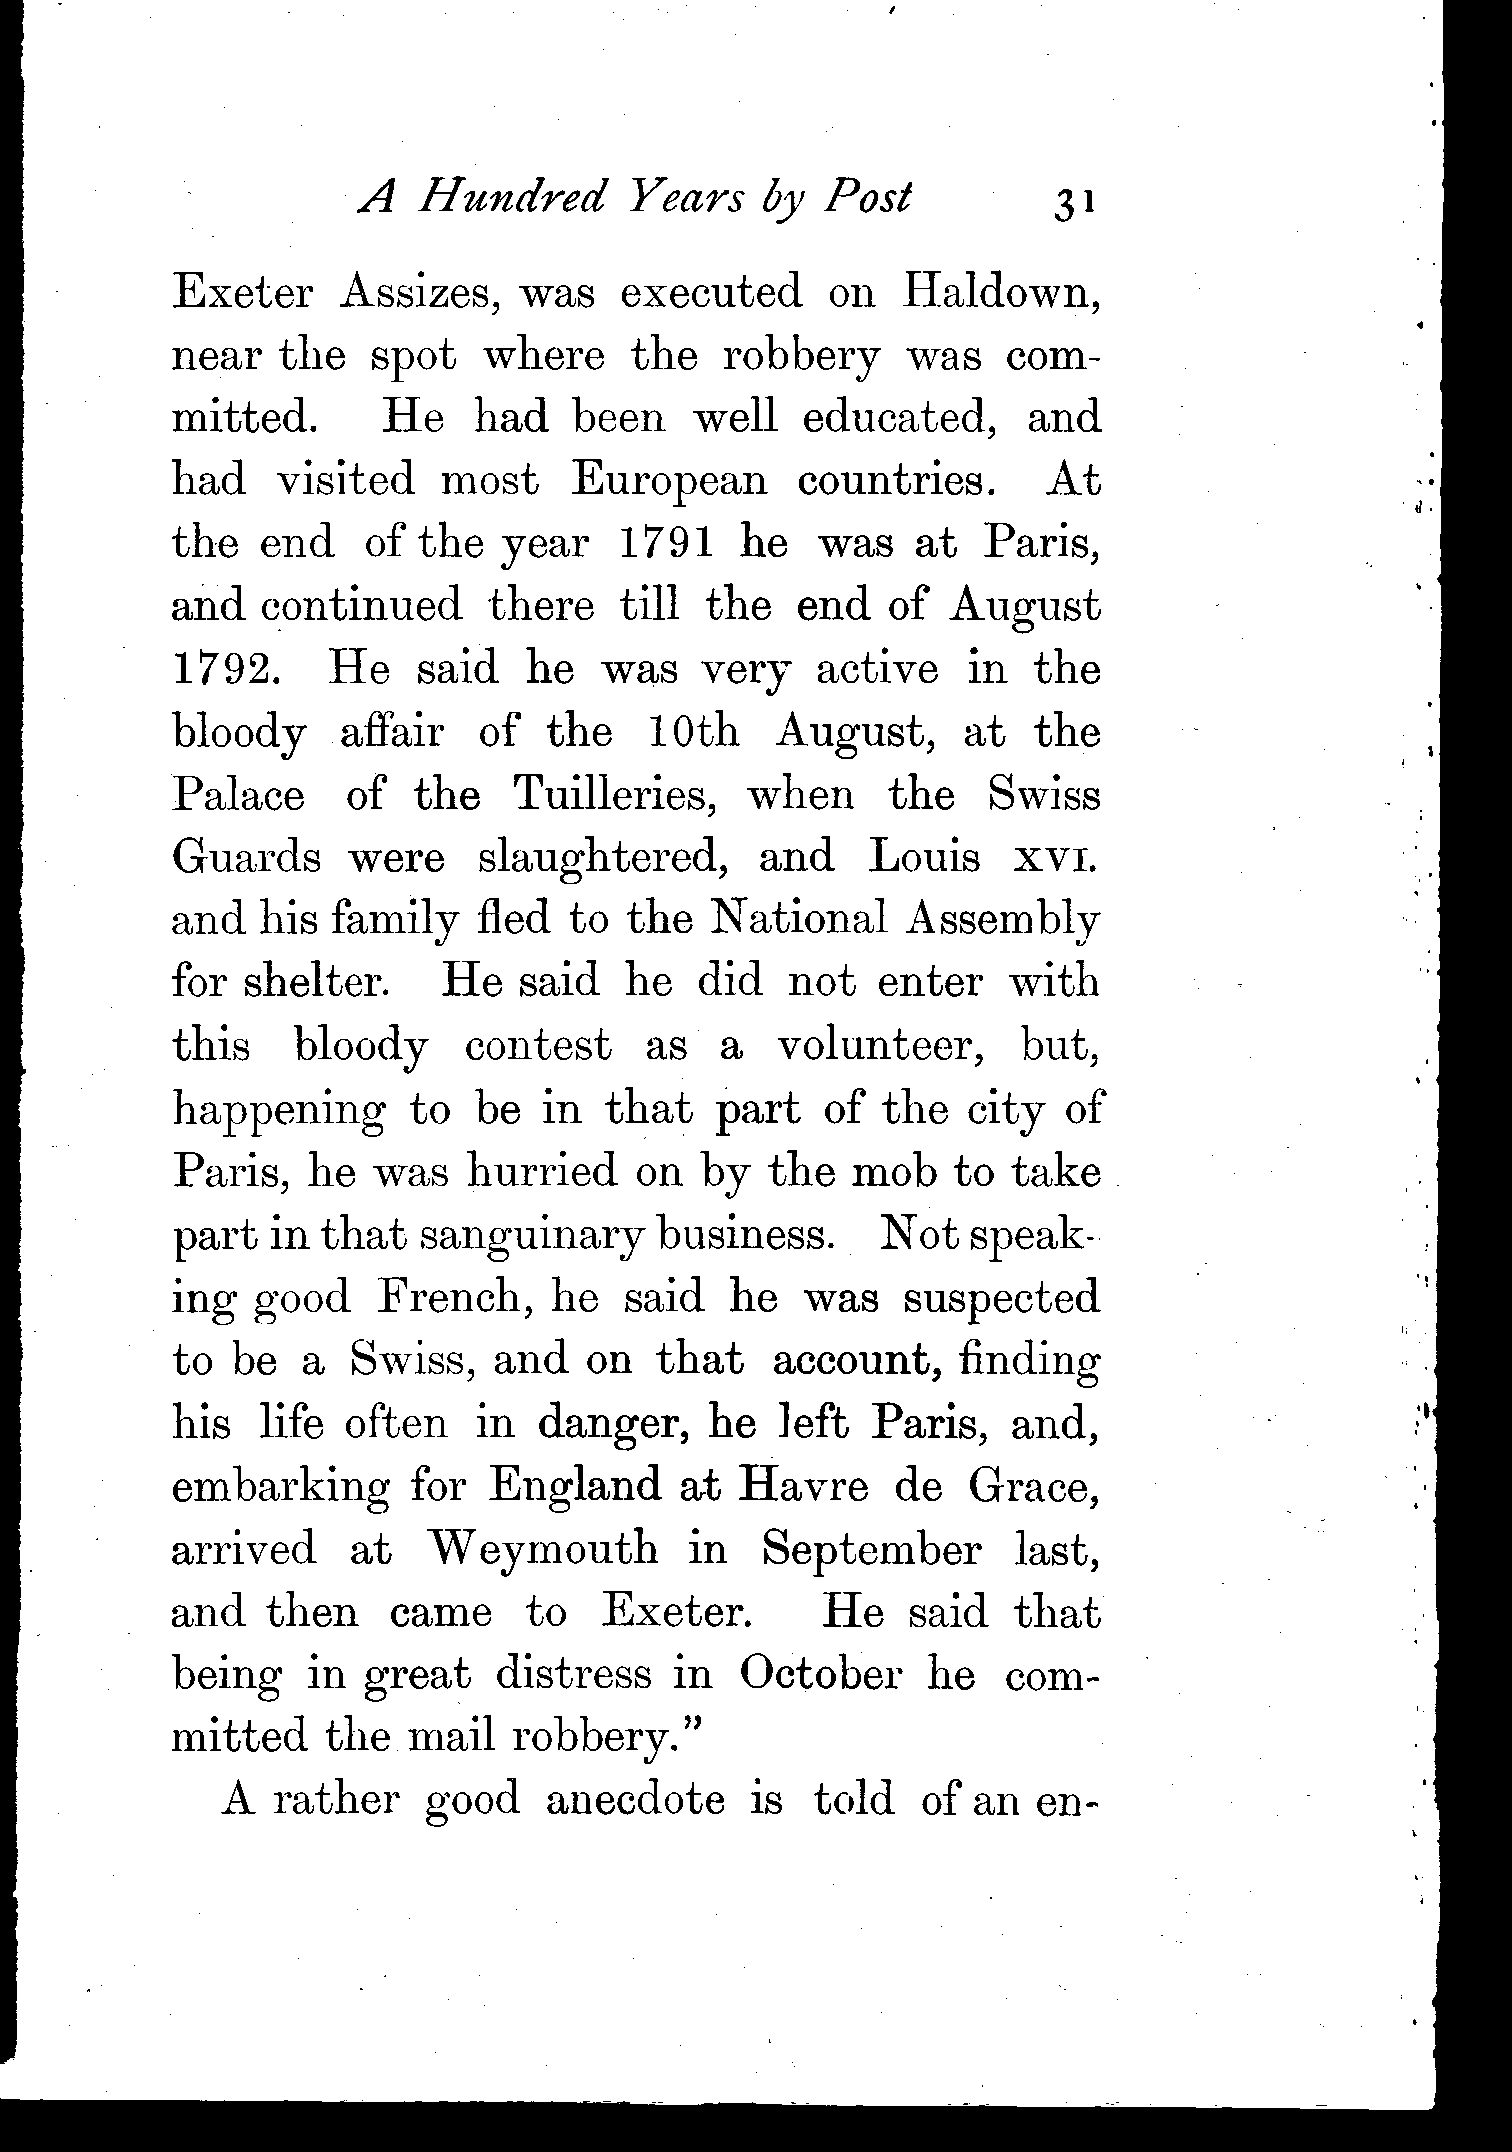 A Hundred Years by Post 31
Exeter Assizes, was executed on Haldown,
near the spot where the robbery was com-
mitted. He had been well educated, and
had visited most European countries. At
the end of the year 1791 he was at Paris,
and continued there till the end of August
1792. He said he was very active in the
bloody affair of the 10th August, at the
Palace of the Tuilleries, when the Swiss
Guards were slaughtered, and Louis XVI.
and his family fled to the National Assembly
for shelter. He said he did not enter with
this bloody contest as a volunteer, but,
happening to be in that part of the city of
Paris, he was hurried on by the mob to take
part in that sanguinary business. Not speak-
ing good French, he said he was suspected
to be a Swiss, and on that account, finding
his life often in danger, he left Paris, and,
embarking for England at Havre de Grace,
arrived at Weymouth in September last,
and then came to Exeter. He said that
being in great distress in October he com-
mitted the mail robbery."
A rather good anecdote is told of an en-